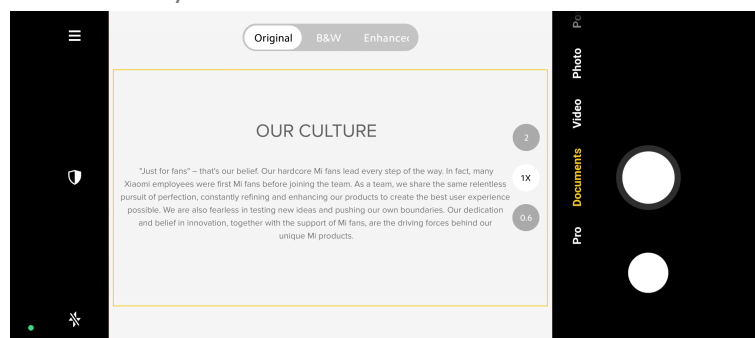 Original B&W Enhanced
OUR CULTURE
"Just for fans" – that's our belief. Our hardcore Mi fans lead every step of the way. In fact, many
Xiaomi employees were first Mi fans before joining the team. As a team, we share the same relentless
pursuit of perfection, constantly refining and enhancing our products to create the best user experience
possible. We are also fearless in testing new ideas and pushing our own boundaries. Our dedication
and belief in innovation, together with the support of Mi fans, are the driving forces behind our
unique Mi products.
2
1X
0.6
Photo
Video
Documents
Pro